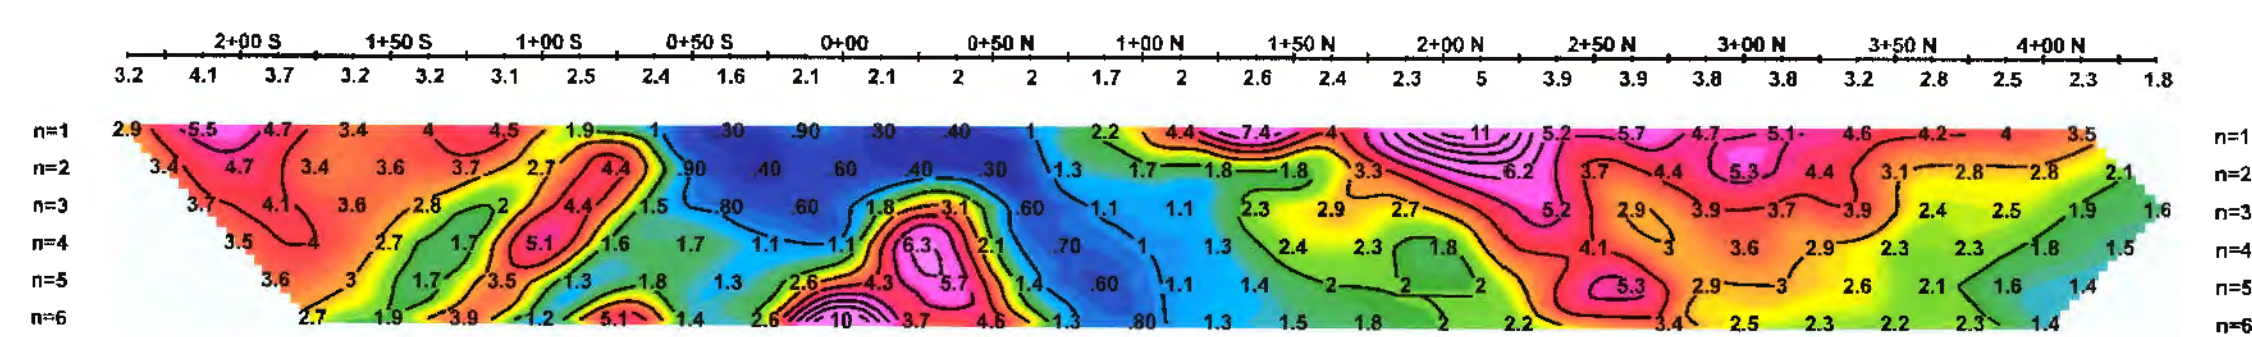 2+00 S 1+50 S 1+00 S 0+50 S 0+00 0+50 N 1+00 N 1+50 N 2+00 N 2+50 N 3+00 N 3+50 N 4+00 N
3.2 4.1 3.7 3.2 3.2 3.1 2.5 2.4 1.6 2.1 2.1 2 2 1.7 2 2.6 2.4 2.3 5 3.9 3.9 3.8 3.8 3.2 2.8 2.5 2.3 1.8
n=1 2.9 5.5 4.7 3.4 4 4.5 1.9 1 .30 .90 .30 .40 1 2.2 4.4 7.4 4 11 5.2 5.7 4.7 5.1 4.6 4.2 4 3.5 n=1
n=2 3.4 4.7 3.4 3.6 3.7 2.7 4.4 .90 .40 .60 .40 .30 1.3 1.7 1.8 1.8 3.3 6.2 3.7 4.4 5.3 4.4 3.1 2.8 2.8 2.1 n=2
n=3 3.7 4.1 3.6 2.8 2 4.4 1.5 .80 .60 1.8 3.1 .60 1.1 1.1 2.3 2.9 2.7 5.2 2.9 3.9 3.7 3.9 2.4 2.5 1.9 1.6 n=3
n=4 3.5 4 2.7 1.7 5.1 1.6 1.7 1.1 1.1 6.3 2.1 .70 1 1.3 2.4 2.3 1.8 4.1 3 3.6 2.9 2.3 2.3 1.8 1.5 n=4
n=5 3.6 3 1.7 3.5 1.3 1.8 1.3 2.6 4.3 5.7 1.4 .60 1.1 1.4 2 2 2 5.3 2.9 3 2.6 2.1 1.6 1.4 n=5
n=6 2.7 1.9 3.9 1.2 5.1 1.4 2.6 10 3.7 4.6 1.3 .80 1.3 1.5 1.8 2 2.2 3.4 2.5 2.3 2.2 2.3 1.4 n=6